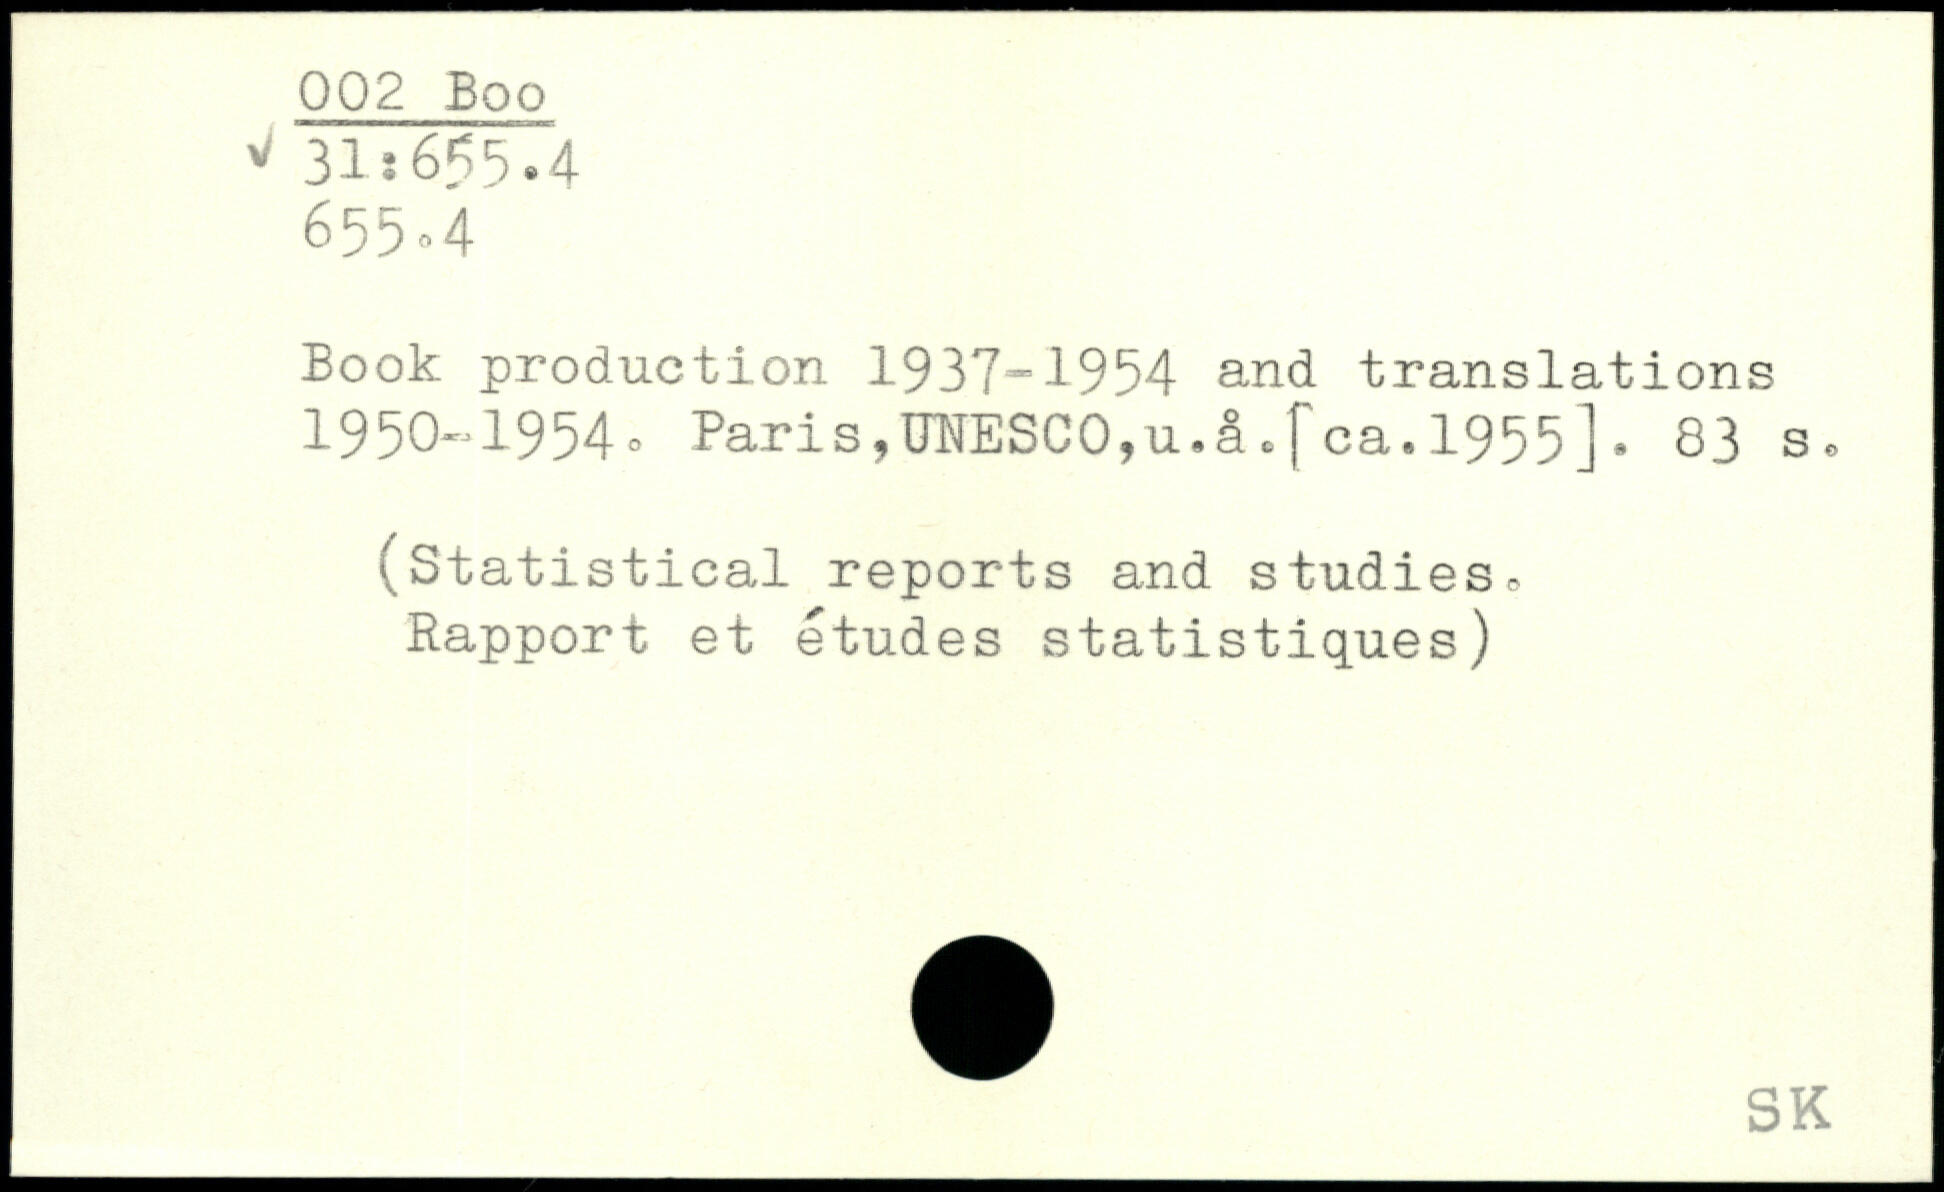 002 Boo
✓ 31:655.4
655.4
Book production 1937-1954 and translations
1950-1954. Paris,UNESCO,u.å.[ca.1955]. 83 s.
(Statistical reports and studies.
Rapport et études statistiques)
SK